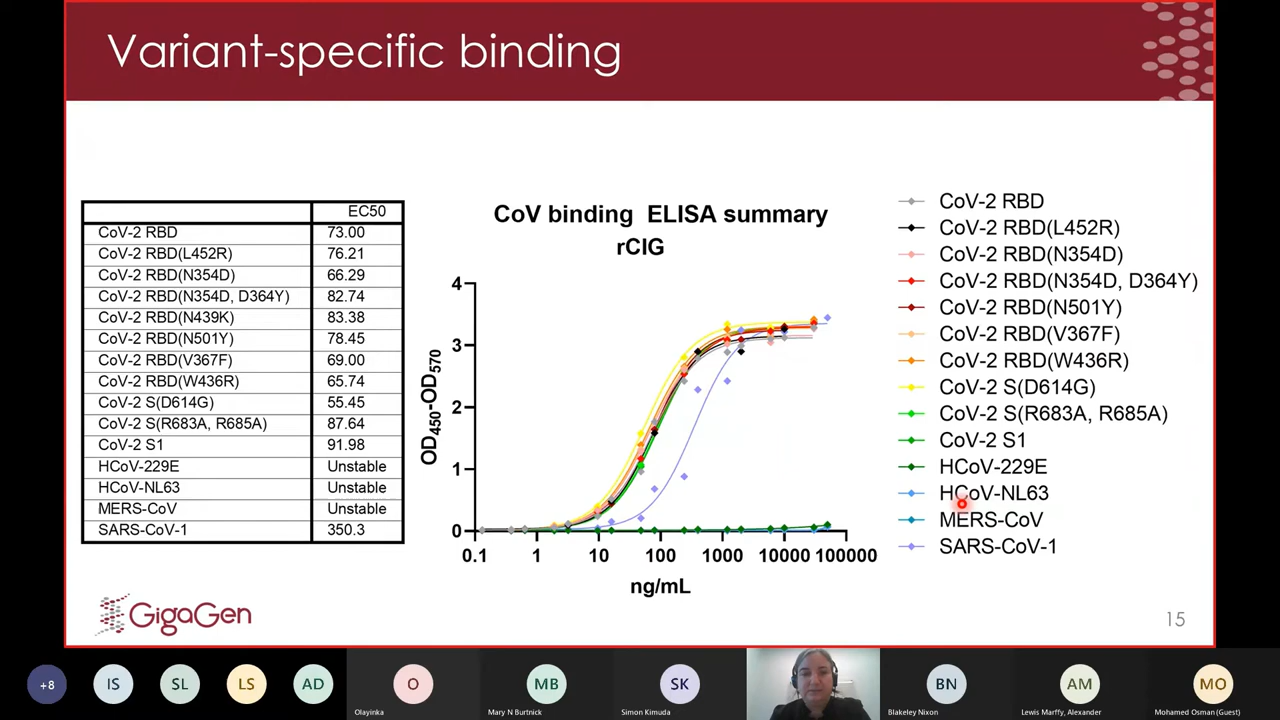 Variant-specific binding
EC50
CoV-2 RBD 73.00
CoV-2 RBD(L452R) 76.21
CoV-2 RBD(N354D) 66.29
CoV-2 RBD(N354D, D364Y) 82.74
CoV-2 RBD(N439K) 83.38
CoV-2 RBD(N501Y) 78.45
CoV-2 RBD(V367F) 69.00
CoV-2 RBD(W436R) 65.74
CoV-2 S(D614G) 55.45
CoV-2 S(R683A, R685A) 87.64
CoV-2 S1 91.98
HCoV-229E Unstable
HCoV-NL63 Unstable
MERS-CoV Unstable
SARS-CoV-1 350.3
CoV binding ELISA summary
rCIG
OD450-OD570
4
3
2
1
0
0.1 1 10 100 1000 10000 100000
ng/mL
CoV-2 RBD
CoV-2 RBD(L452R)
CoV-2 RBD(N354D)
CoV-2 RBD(N354D, D364Y)
CoV-2 RBD(N501Y)
CoV-2 RBD(V367F)
CoV-2 RBD(W436R)
CoV-2 S(D614G)
CoV-2 S(R683A, R685A)
CoV-2 S1
HCoV-229E
HCoV-NL63
MERS-CoV
SARS-CoV-1
GigaGen
15
+8 IS SL LS AD O MB SK BN AM MO
Olayinka Mary N Burtnick Simon Kimuda Blakeley Nixon Lewis Marffy, Alexander Mohamed Osman (Guest)